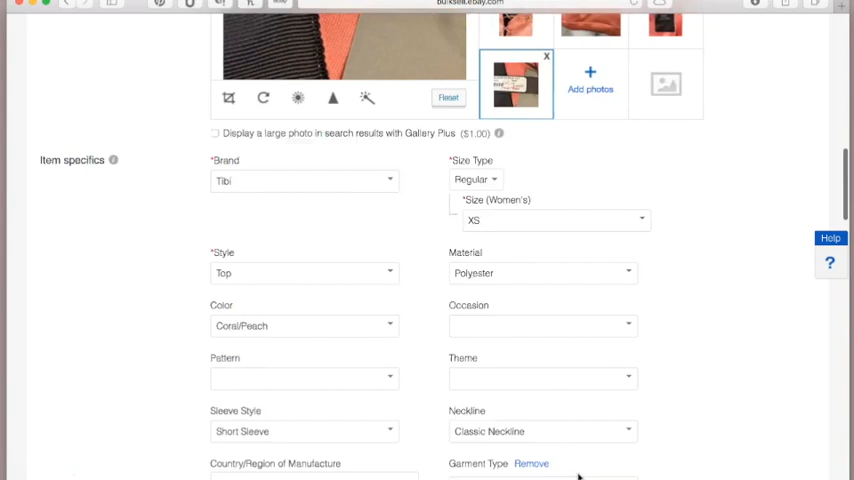 bulksell.ebay.com
X
Add photos
Reset
Display a large photo in search results with Gallery Plus ($1.00)
Item specifics
*Brand
*Size Type
Tibi
Regular
*Size (Women's)
XS
Help
?
*Style
Material
Top
Polyester
Color
Occasion
Coral/Peach
Pattern
Theme
Sleeve Style
Neckline
Short Sleeve
Classic Neckline
Country/Region of Manufacture
Garment Type Remove